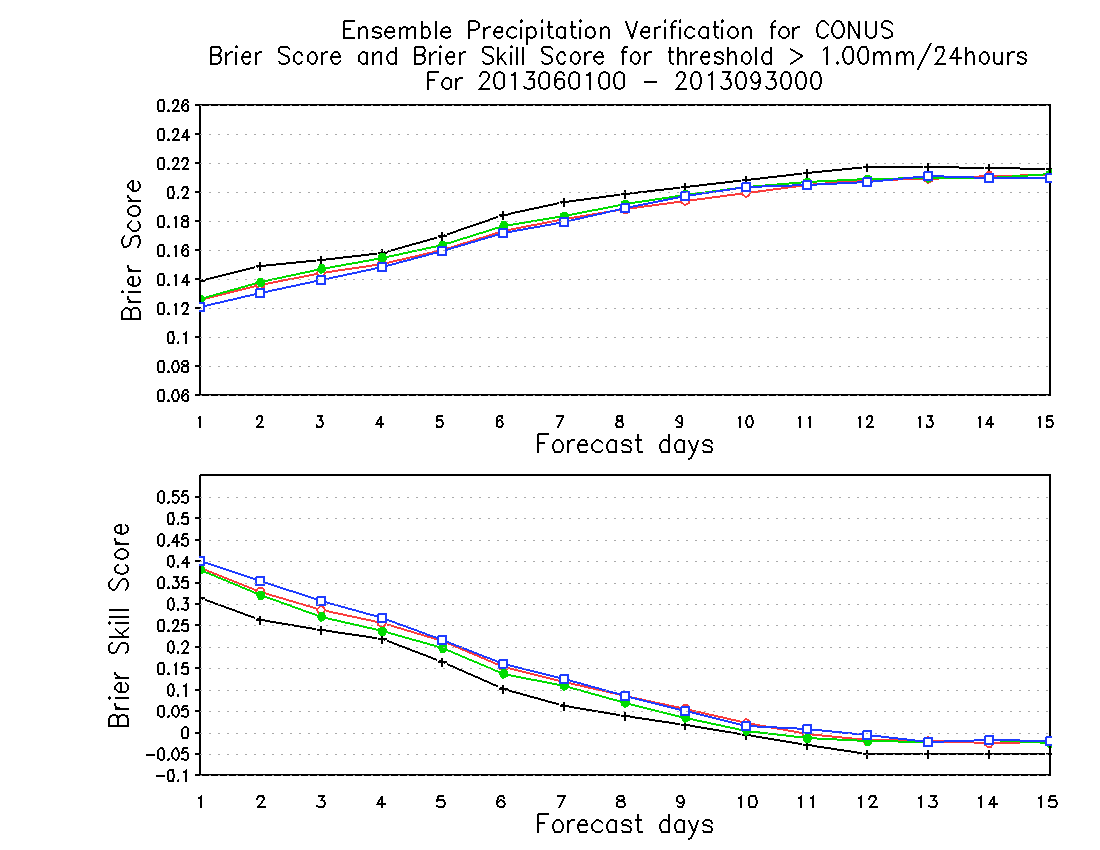 Ensemble Precipitation Verification for CONUS
Brier Score and Brier Skill Score for threshold > 1.00mm/24hours
For 2013060100 - 2013093000
Brier Score
0.26
0.24
0.22
0.2
0.18
0.16
0.14
0.12
0.1
0.08
0.06
1 2 3 4 5 6 7 8 9 10 11 12 13 14 15
Forecast days
Brier Skill Score
0.55
0.5
0.45
0.4
0.35
0.3
0.25
0.2
0.15
0.1
0.05
0
-0.05
-0.1
1 2 3 4 5 6 7 8 9 10 11 12 13 14 15
Forecast days